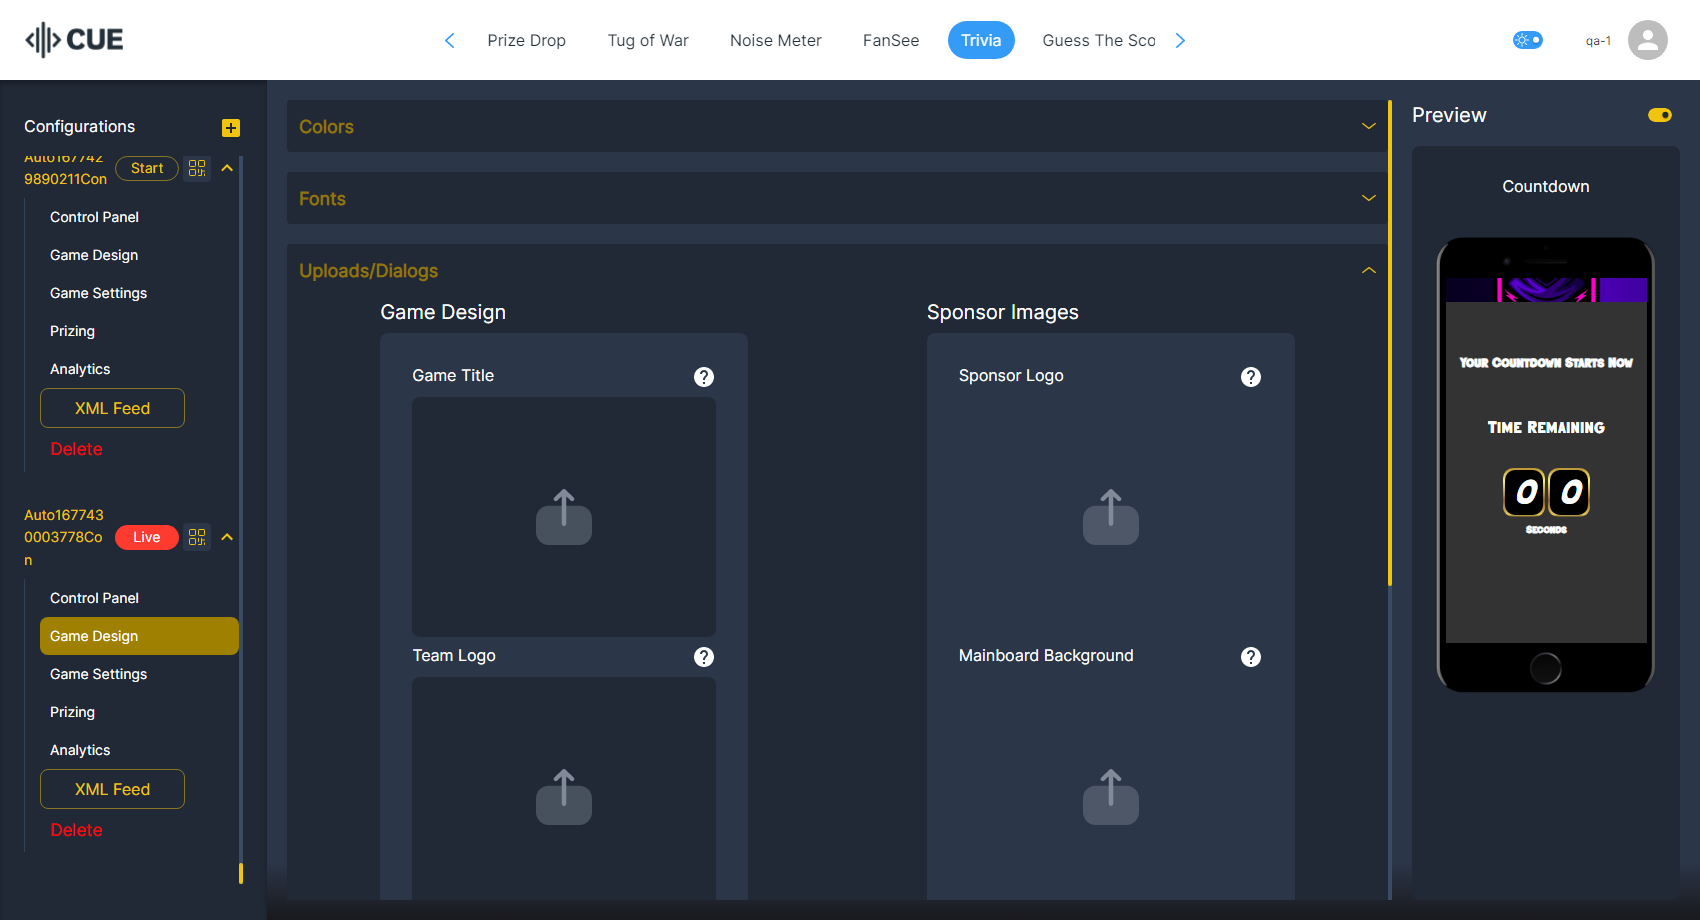 CUE
Prize Drop
Tug of War
Noise Meter
FanSee
Trivia
Guess The Sco
qa-1
Configurations
Auto167742
9890211Con
Start
Control Panel
Game Design
Game Settings
Prizing
Analytics
XML Feed
Delete
Auto167743
0003778Co
n
Live
Control Panel
Game Design
Game Settings
Prizing
Analytics
XML Feed
Delete
Colors
Fonts
Uploads/Dialogs
Game Design
Game Title
?
Team Logo
?
Sponsor Images
Sponsor Logo
?
Mainboard Background
?
Preview
Countdown
Your Countdown Starts Now
Time Remaining
0 0
Seconds